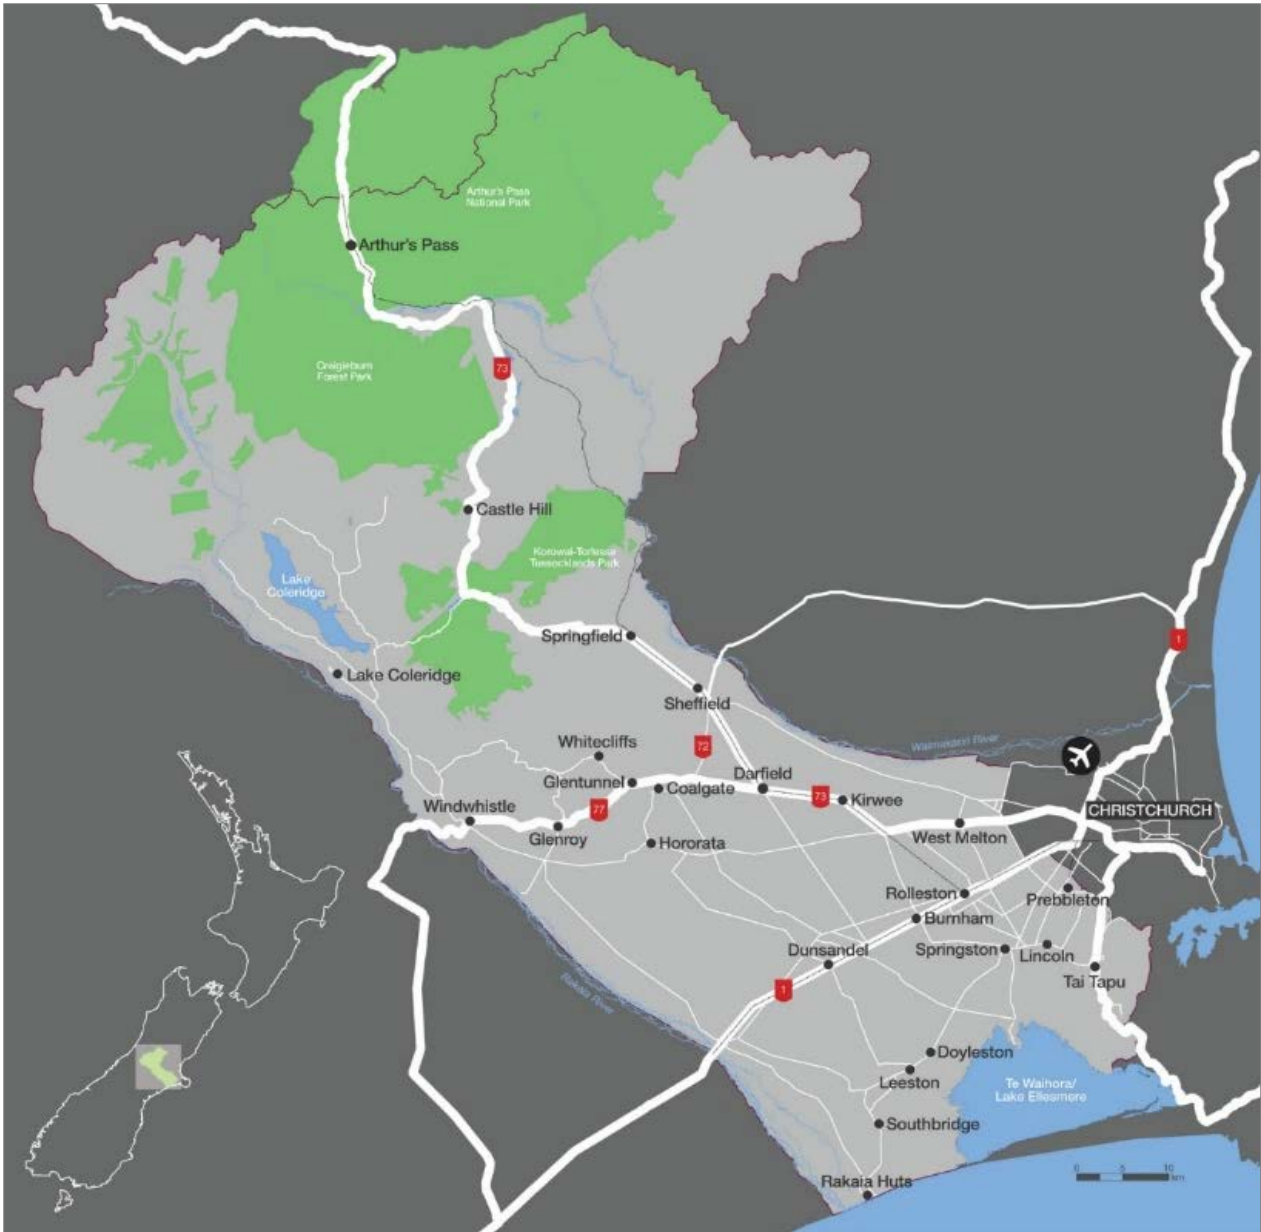 Arthur's Pass
National Park
Arthur's Pass
Craigieburn
Forest Park
73
Castle Hill
Korowai-Torlesse
Tussocklands Park
Lake
Coleridge
Springfield
1
Lake Coleridge
Sheffield
Waimakariri River
Whitecliffs
72
Glentunnel
Coalgate
Darfield
73
Kirwee
CHRISTCHURCH
Windwhistle
77
Glenroy
Hororata
West Melton
Rolleston
Prebbleton
Burnham
Dunsandel
Springston
Lincoln
Tai Tapu
Rakaia River
1
Doyleston
Leeston
Te Waihora/
Lake Ellesmere
Southbridge
Rakaia Huts
0 5 10
km